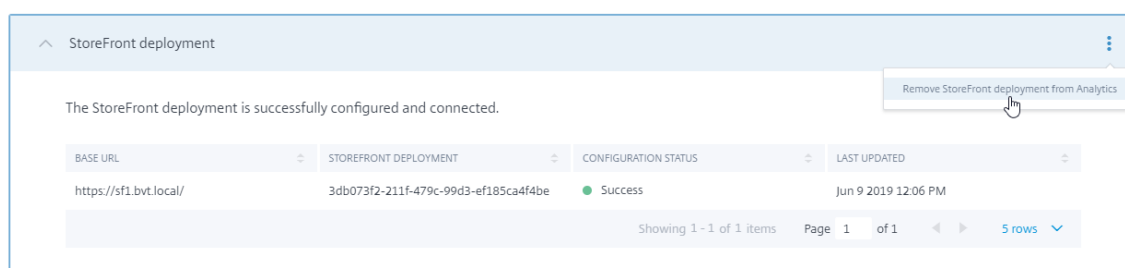 StoreFront deployment
Remove StoreFront deployment from Analytics
The StoreFront deployment is successfully configured and connected.
BASE URL STOREFRONT DEPLOYMENT CONFIGURATION STATUS LAST UPDATED
https://sf1.bvt.local/ 3db073f2-211f-479c-99d3-ef185ca4f4be Success Jun 9 2019 12:06 PM
Showing 1 - 1 of 1 items Page 1 of 1 5 rows